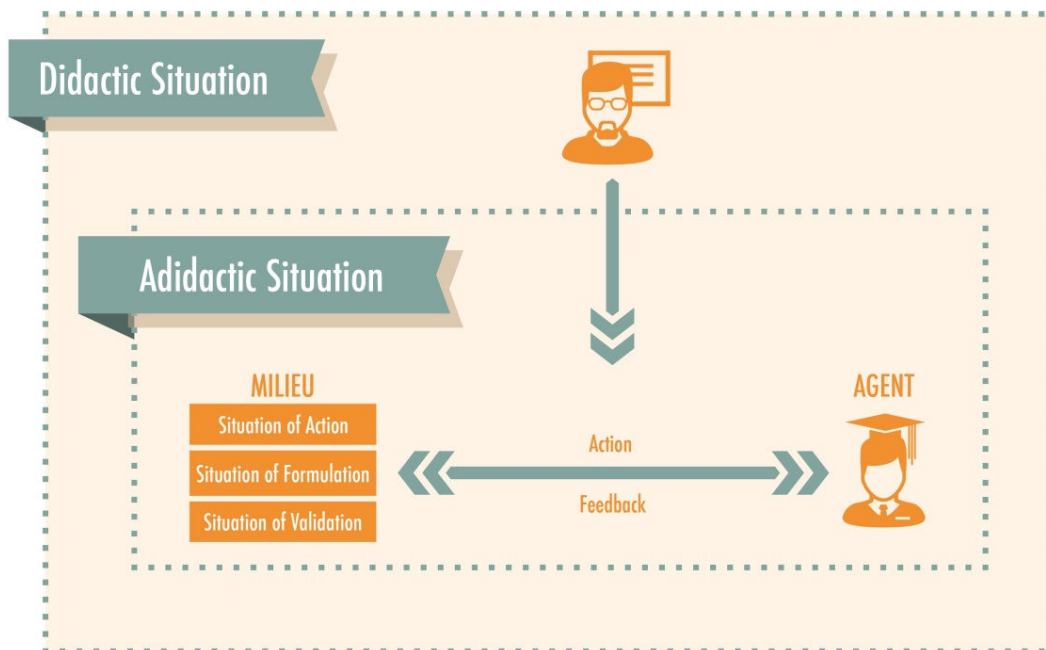 Didactic Situation
Adidactic Situation
MILIEU
Situation of Action
Situation of Formulation
Situation of Validation
Action
Feedback
AGENT